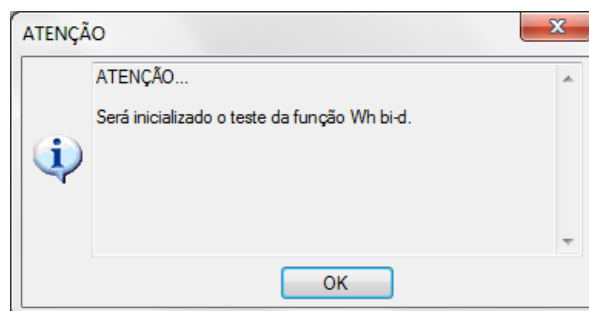 ATENÇÃO
ATENÇÃO...
Será inicializado o teste da função Wh bi-d.
OK